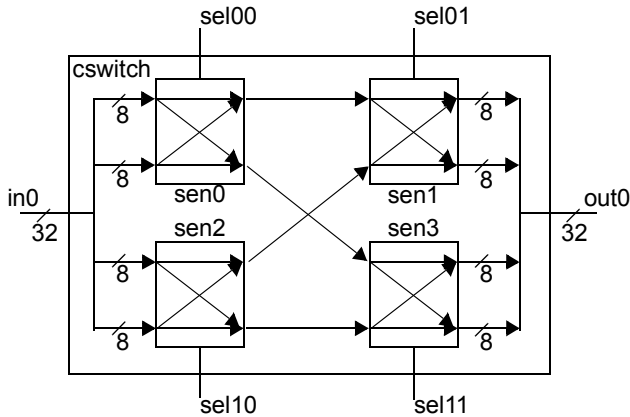 sel00
sel01
cswitch
8
8
8
8
sen0
sen1
in0
32
out0
32
sen2
sen3
8
8
8
8
sel10
sel11